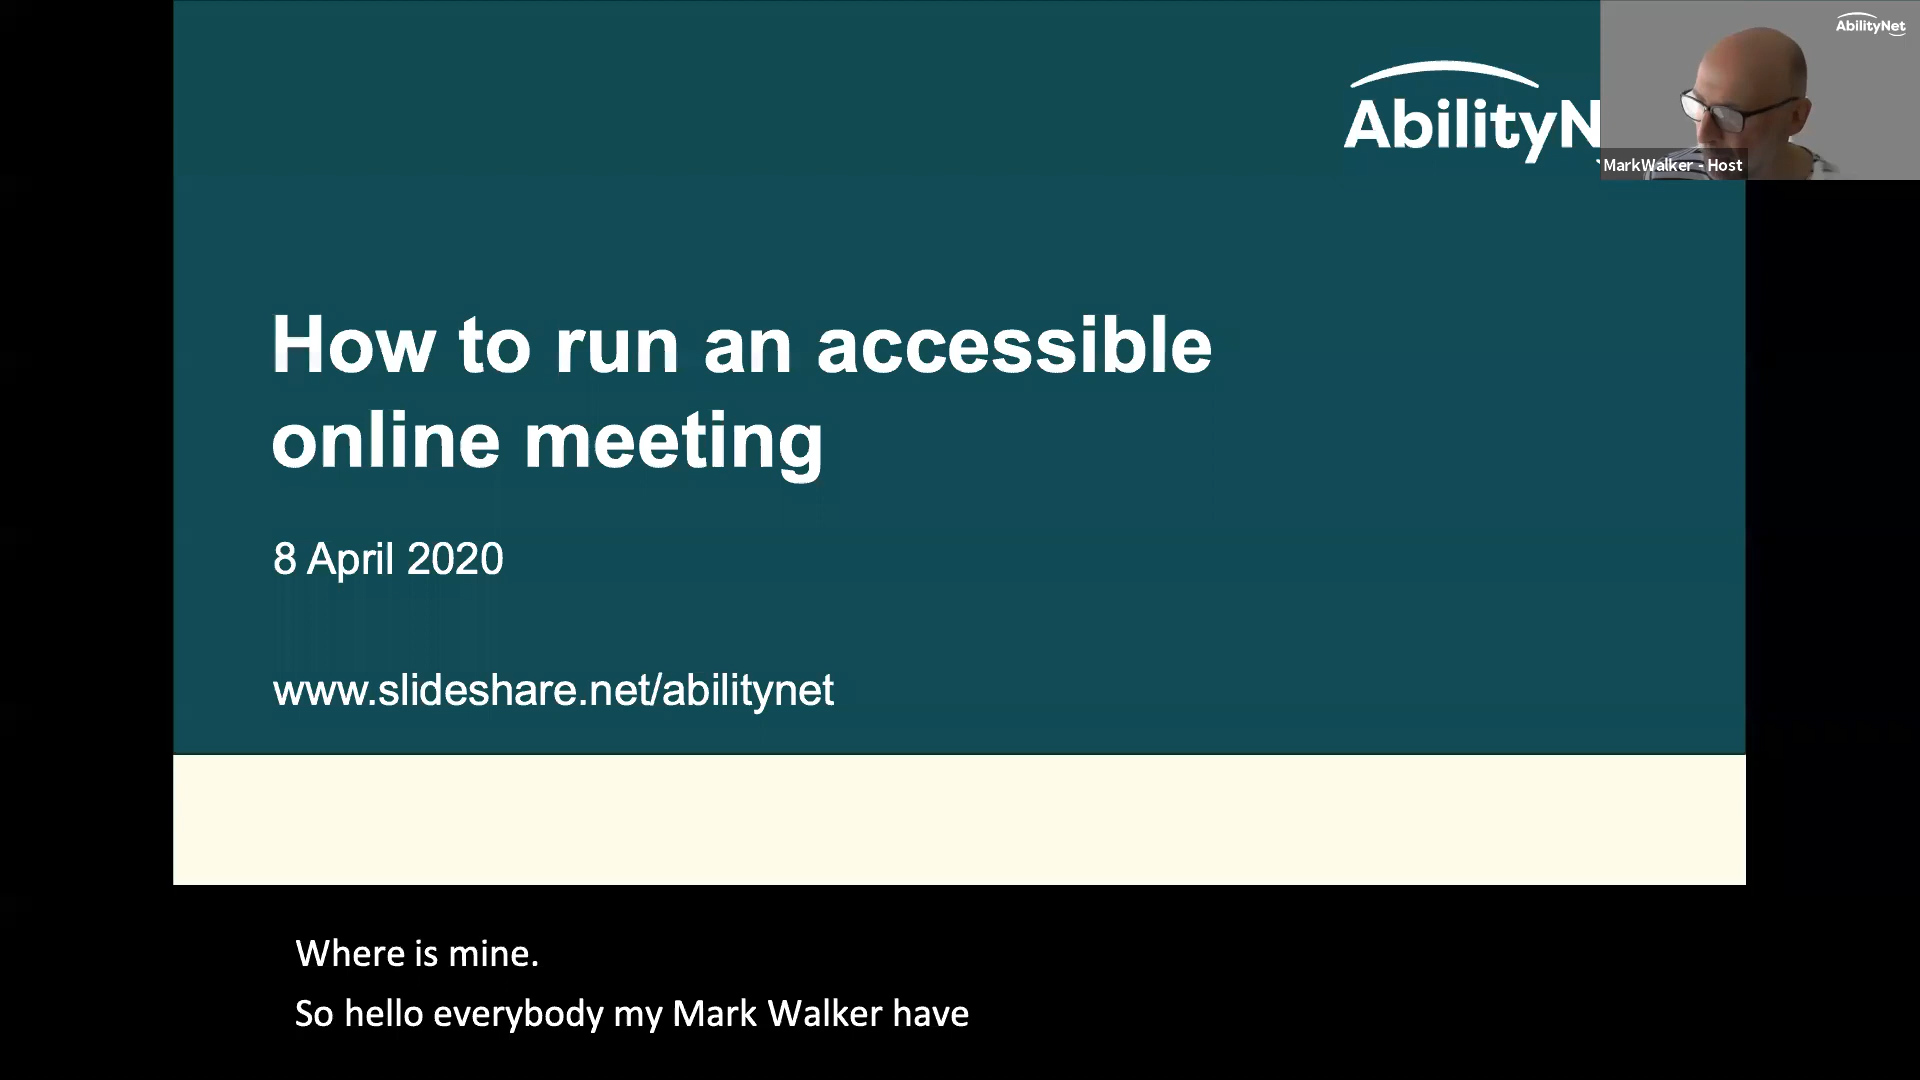 AbilityN
AbilityNet
MarkWalker - Host
How to run an accessible
online meeting
8 April 2020
www.slideshare.net/abilitynet
Where is mine.
So hello everybody my Mark Walker have